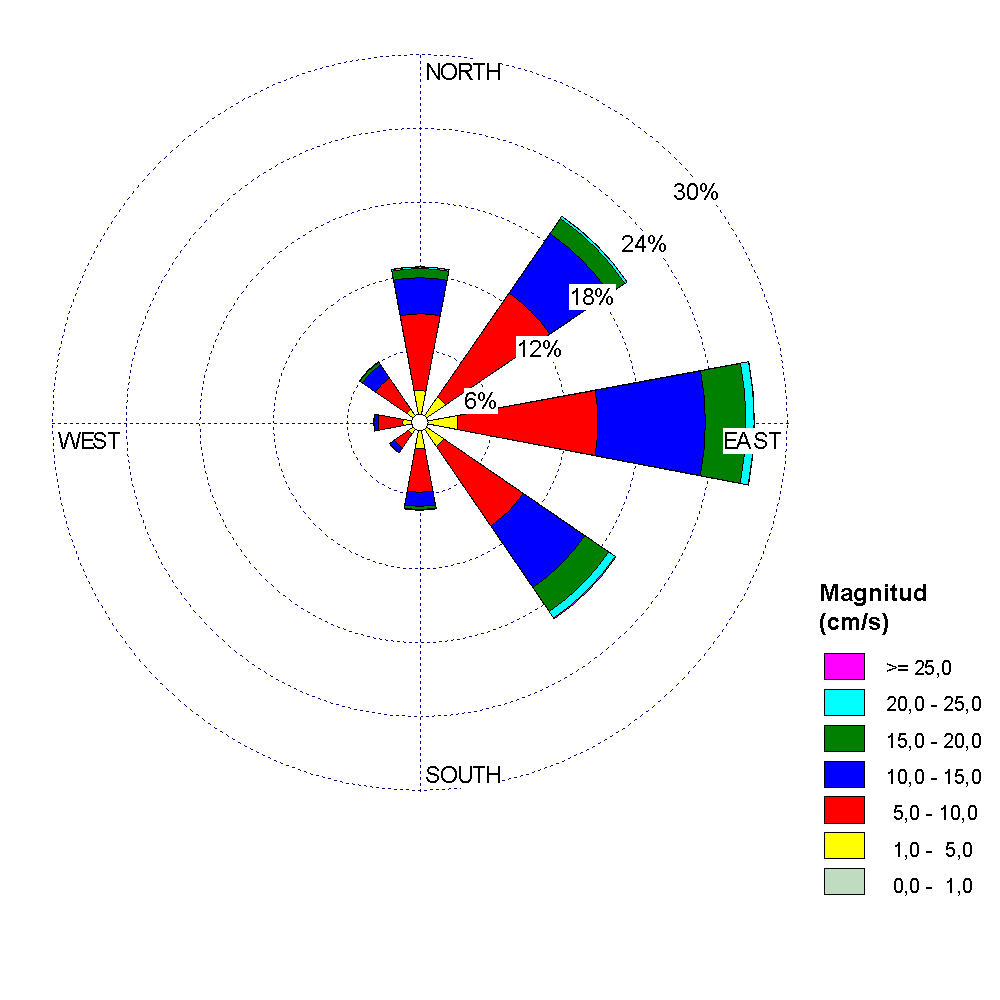 NORTH
30%
24%
18%
12%
6%
WEST
EAST
SOUTH
Magnitud
(cm/s)
>= 25,0
20,0 - 25,0
15,0 - 20,0
10,0 - 15,0
5,0 - 10,0
1,0 - 5,0
0,0 - 1,0